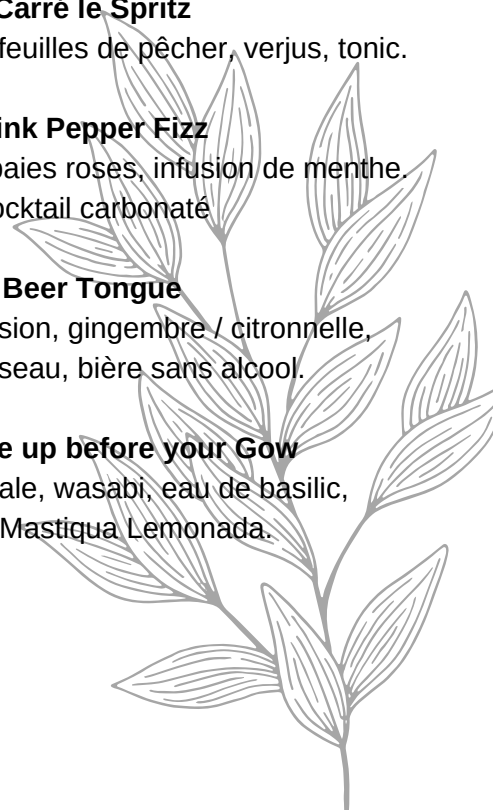 Carré le Spritz
feuilles de pêcher, verjus, tonic.
ink Pepper Fizz
baies roses, infusion de menthe.
ocktail carbonaté
Beer Tongue
sion, gingembre / citronnelle,
seau, bière sans alcool.
e up before your Gow
ale, wasabi, eau de basilic,
Mastiqua Lemonada.